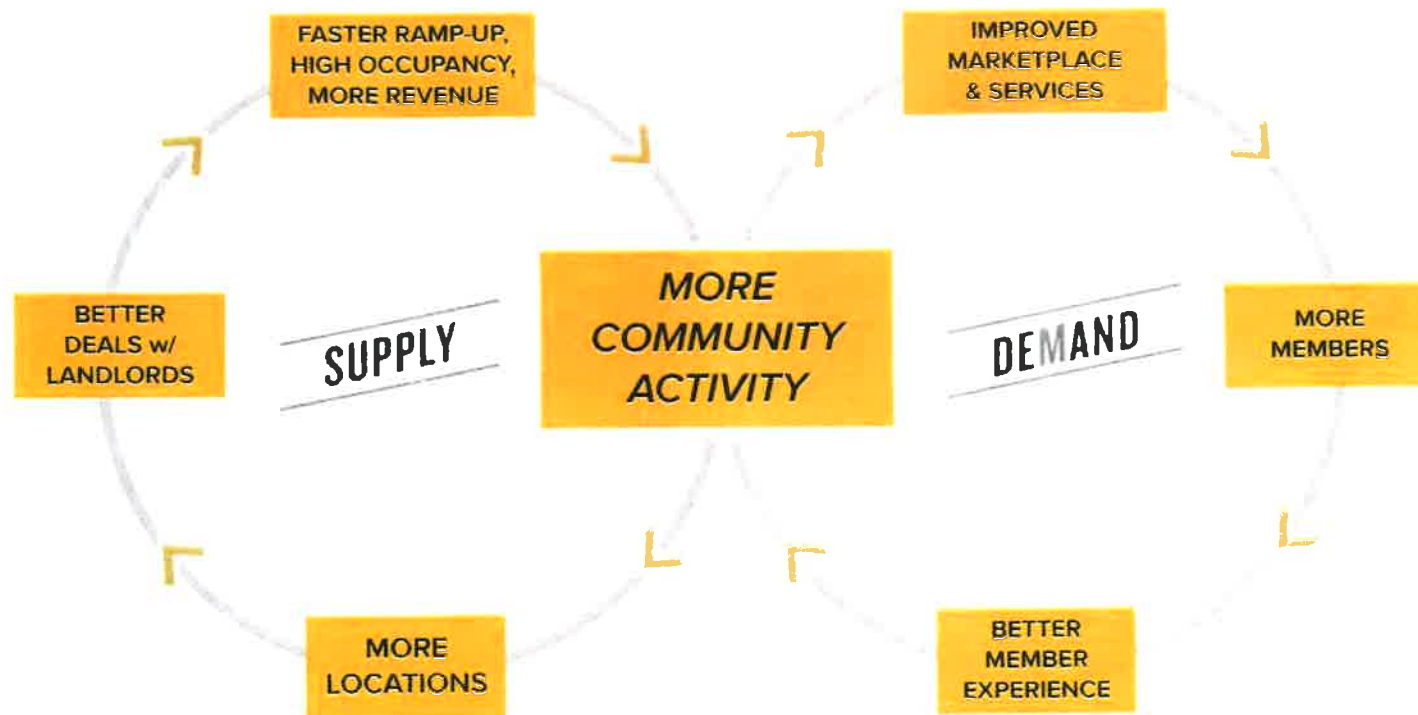 FASTER RAMP-UP,
HIGH OCCUPANCY,
MORE REVENUE
IMPROVED
MARKETPLACE
& SERVICES
BETTER
DEALS w/
LANDLORDS
SUPPLY
MORE
COMMUNITY
ACTIVITY
DEMAND
MORE
MEMBERS
MORE
LOCATIONS
BETTER
MEMBER
EXPERIENCE